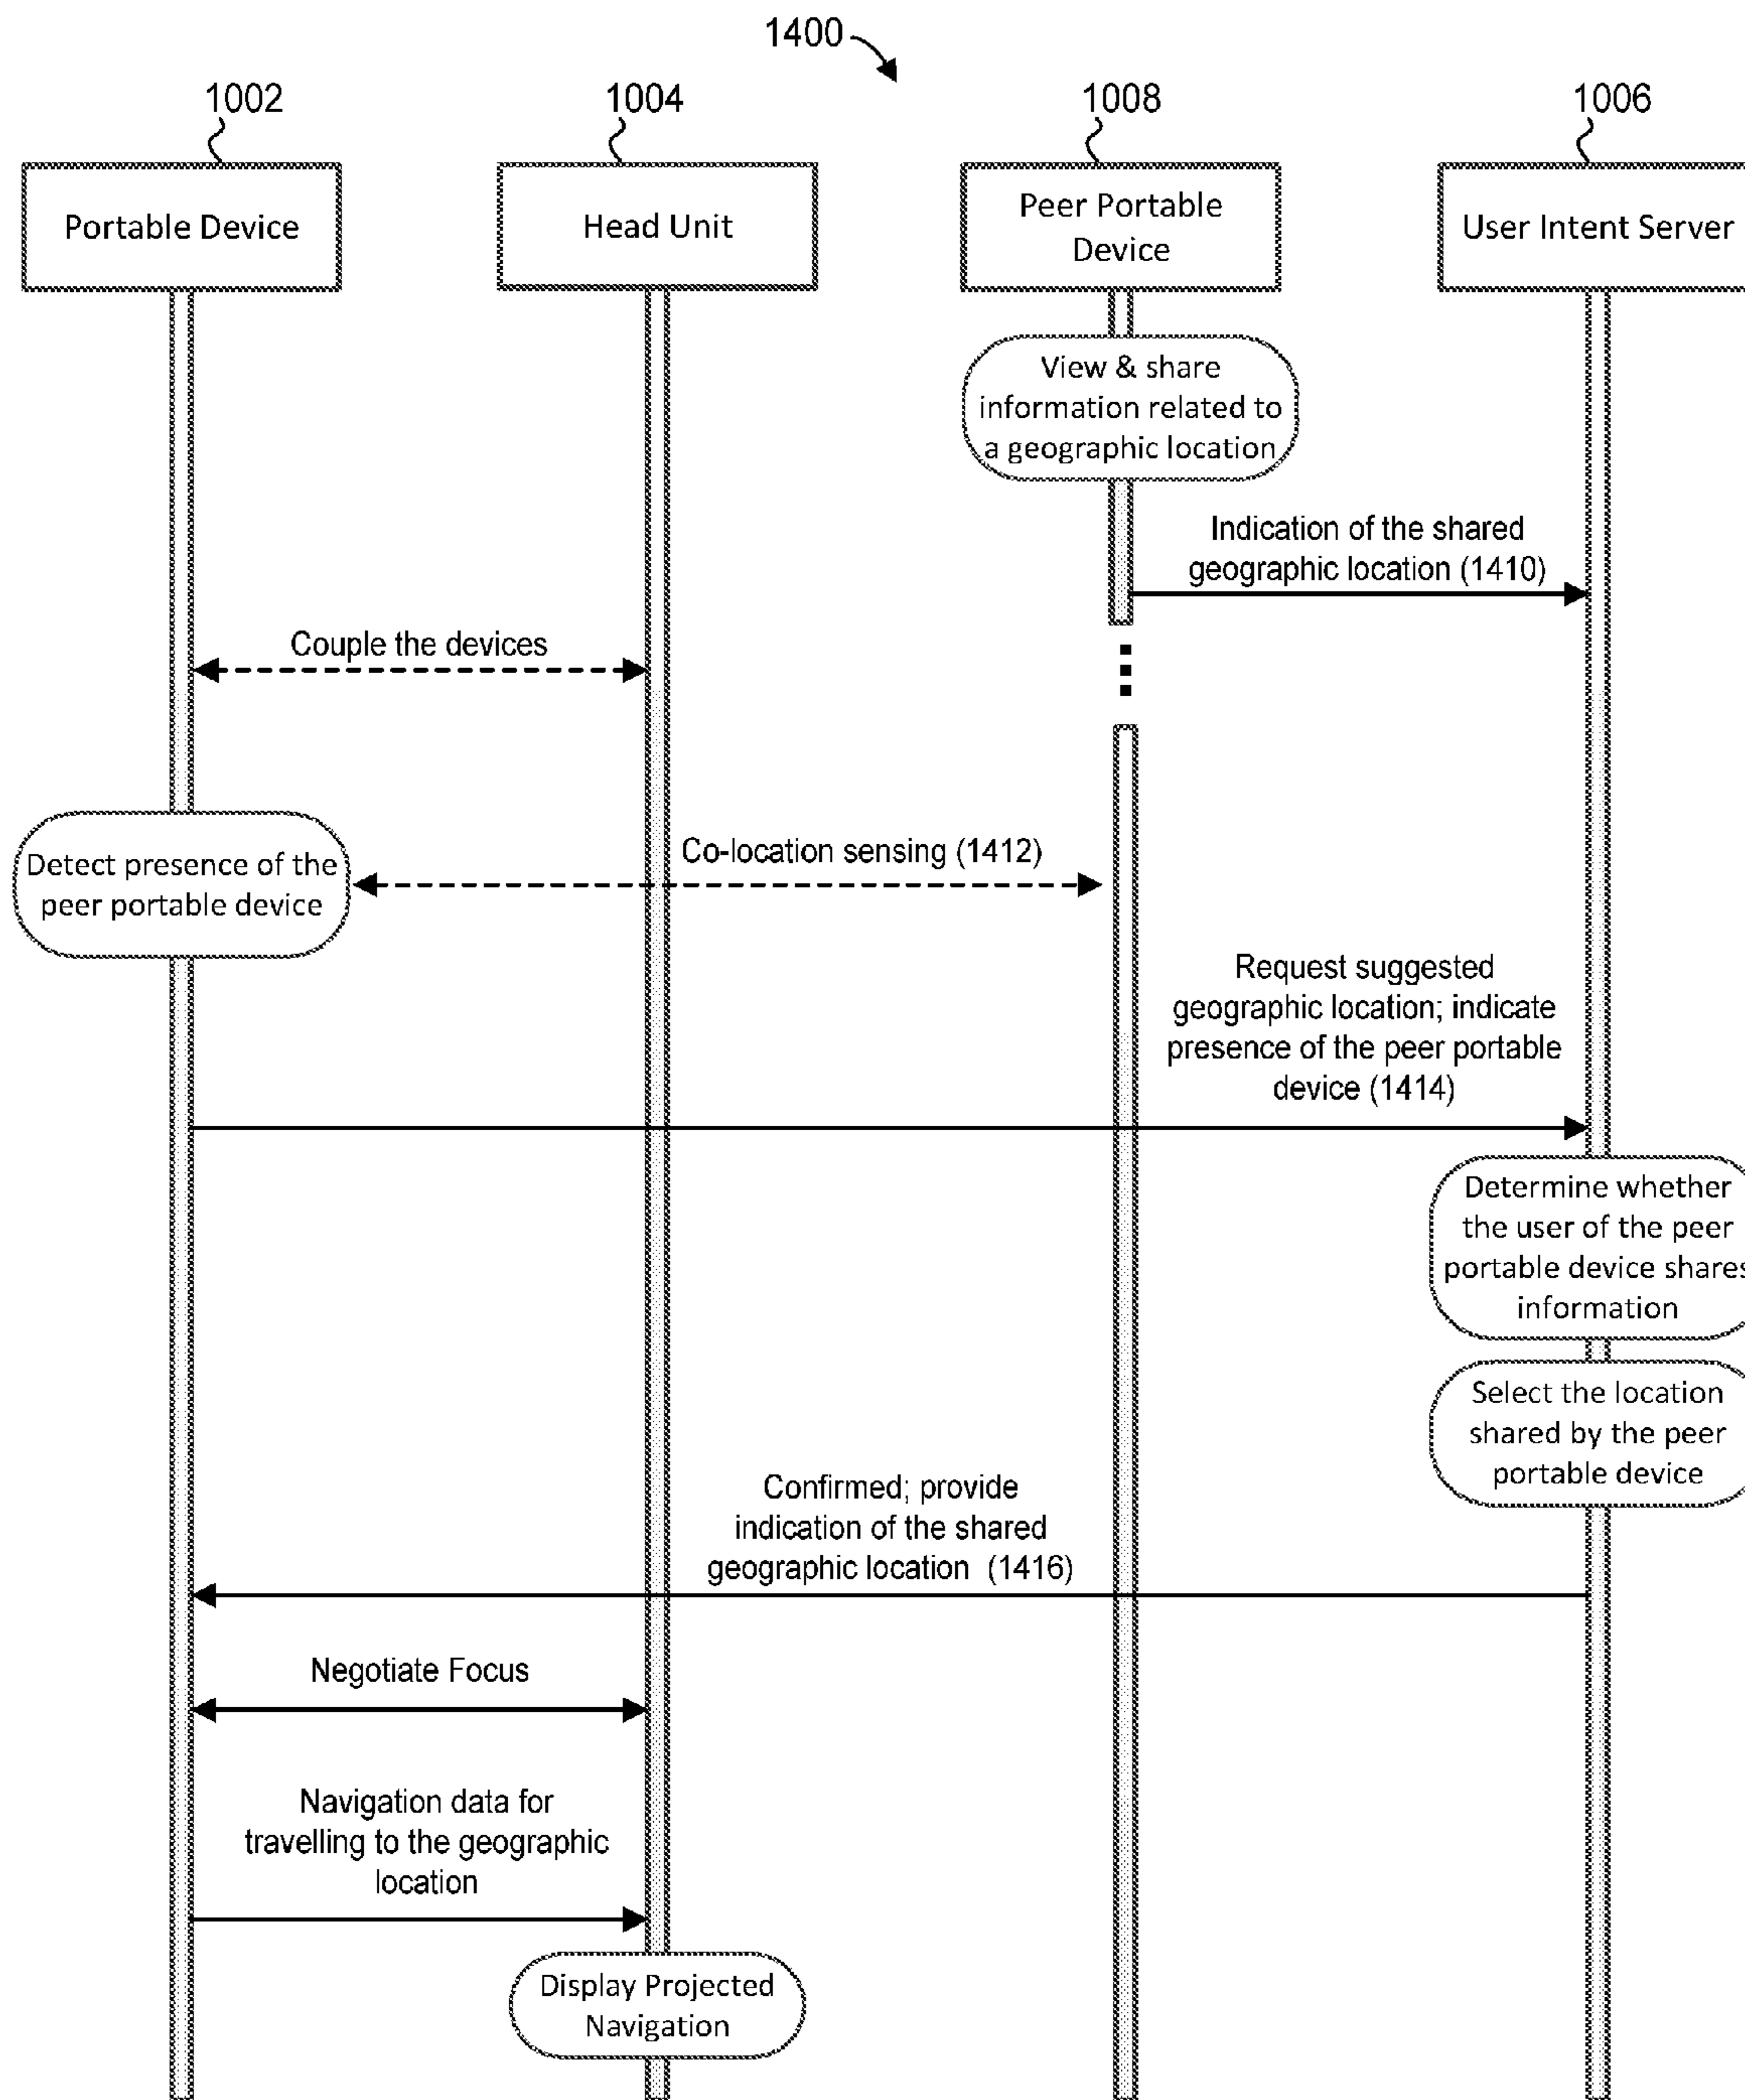 1400
1002
1004
1008
1006
Portable Device
Head Unit
Peer Portable
Device
User Intent Server
View & share
information related to
a geographic location
Indication of the shared
geographic location (1410)
Couple the devices
Co-location sensing (1412)
Detect presence of the
peer portable device
Request suggested
geographic location; indicate
presence of the peer portable
device (1414)
Determine whether
the user of the peer
portable device shares
information
Select the location
shared by the peer
portable device
Confirmed; provide
indication of the shared
geographic location (1416)
Negotiate Focus
Navigation data for
travelling to the geographic
location
Display Projected
Navigation